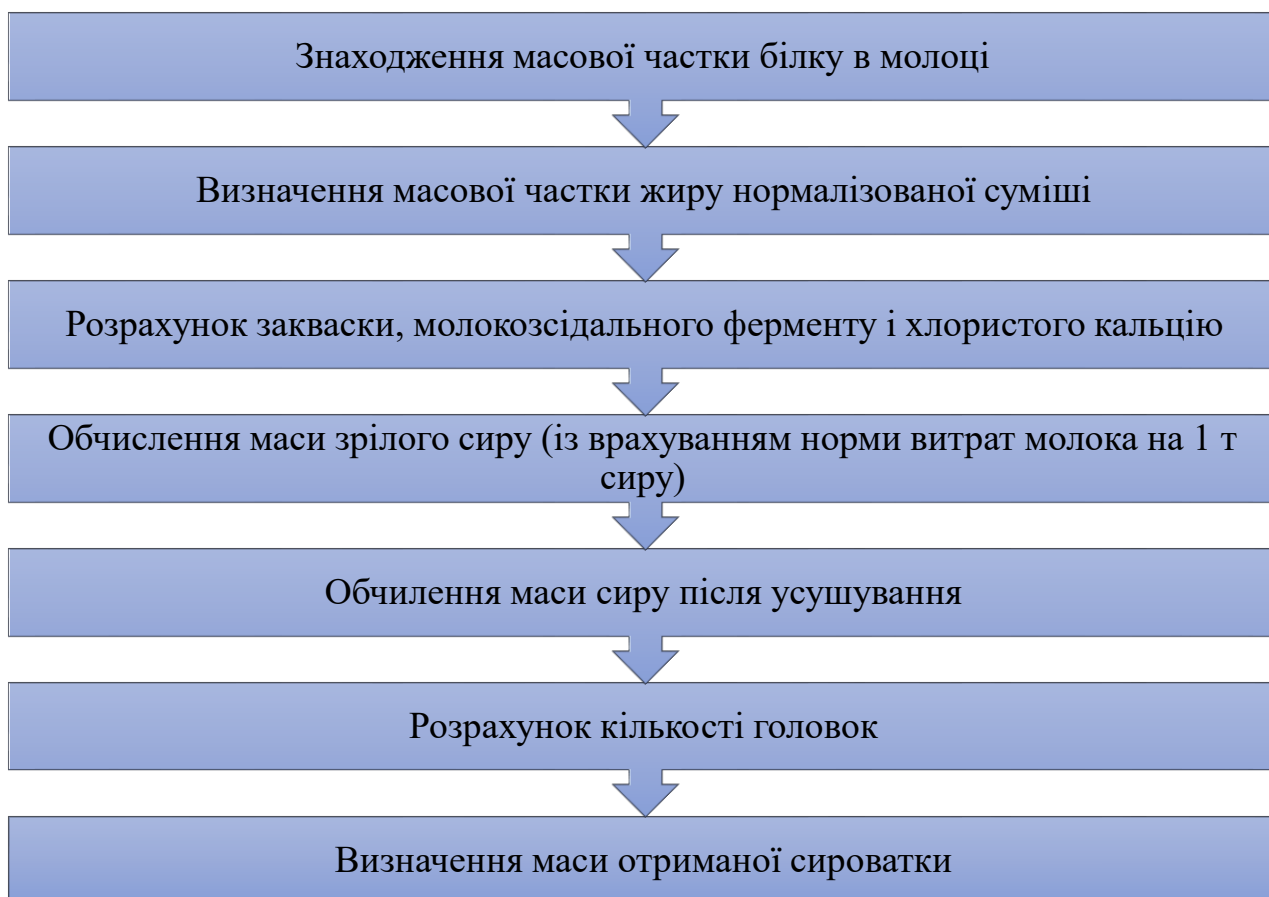 Знаходження масової частки білку в молоці
Визначення масової частки жиру нормалізованої суміші
Розрахунок закваски, молокозсідального ферменту і хлористого кальцію
Обчислення маси зрілого сиру (із врахуванням норми витрат молока на 1 т
сиру)
Обчилення маси сиру після усушування
Розрахунок кількості головок
Визначення маси отриманої сироватки